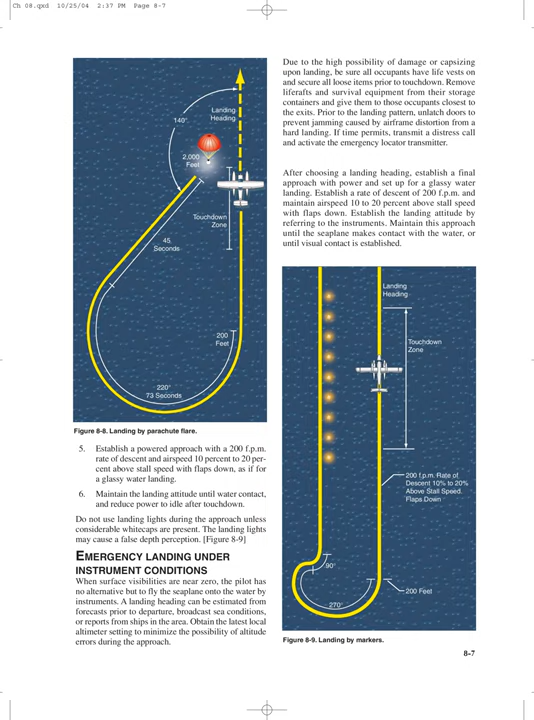 Ch 08.qxd 10/25/04 2:37 PM Page 8-7
140°
Landing
Heading
2,000
Feet
Touchdown
Zone
45
Seconds
200
Feet
220°
73 Seconds
Figure 8-8. Landing by parachute flare.
5. Establish a powered approach with a 200 f.p.m.
rate of descent and airspeed 10 percent to 20 per-
cent above stall speed with flaps down, as if for
a glassy water landing.
6. Maintain the landing attitude until water contact,
and reduce power to idle after touchdown.
Do not use landing lights during the approach unless
considerable whitecaps are present. The landing lights
may cause a false depth perception. [Figure 8-9]
EMERGENCY LANDING UNDER
INSTRUMENT CONDITIONS
When surface visibilities are near zero, the pilot has
no alternative but to fly the seaplane onto the water by
instruments. A landing heading can be estimated from
forecasts prior to departure, broadcast sea conditions,
or reports from ships in the area. Obtain the latest local
altimeter setting to minimize the possibility of altitude
errors during the approach.
Due to the high possibility of damage or capsizing
upon landing, be sure all occupants have life vests on
and secure all loose items prior to touchdown. Remove
liferafts and survival equipment from their storage
containers and give them to those occupants closest to
the exits. Prior to the landing pattern, unlatch doors to
prevent jamming caused by airframe distortion from a
hard landing. If time permits, transmit a distress call
and activate the emergency locator transmitter.
After choosing a landing heading, establish a final
approach with power and set up for a glassy water
landing. Establish a rate of descent of 200 f.p.m. and
maintain airspeed 10 to 20 percent above stall speed
with flaps down. Establish the landing attitude by
referring to the instruments. Maintain this approach
until the seaplane makes contact with the water, or
until visual contact is established.
Landing
Heading
Touchdown
Zone
200 f.p.m. Rate of
Descent 10% to 20%
Above Stall Speed.
Flaps Down
90°
200 Feet
270°
Figure 8-9. Landing by markers.
8-7